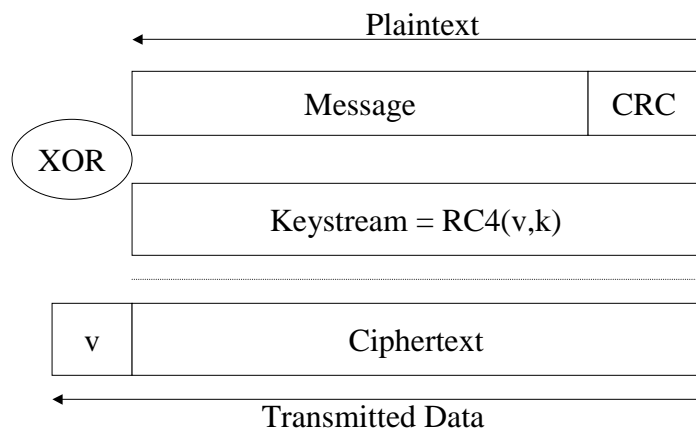 Plaintext
Message CRC
XOR
Keystream = RC4(v,k)
v Ciphertext
Transmitted Data